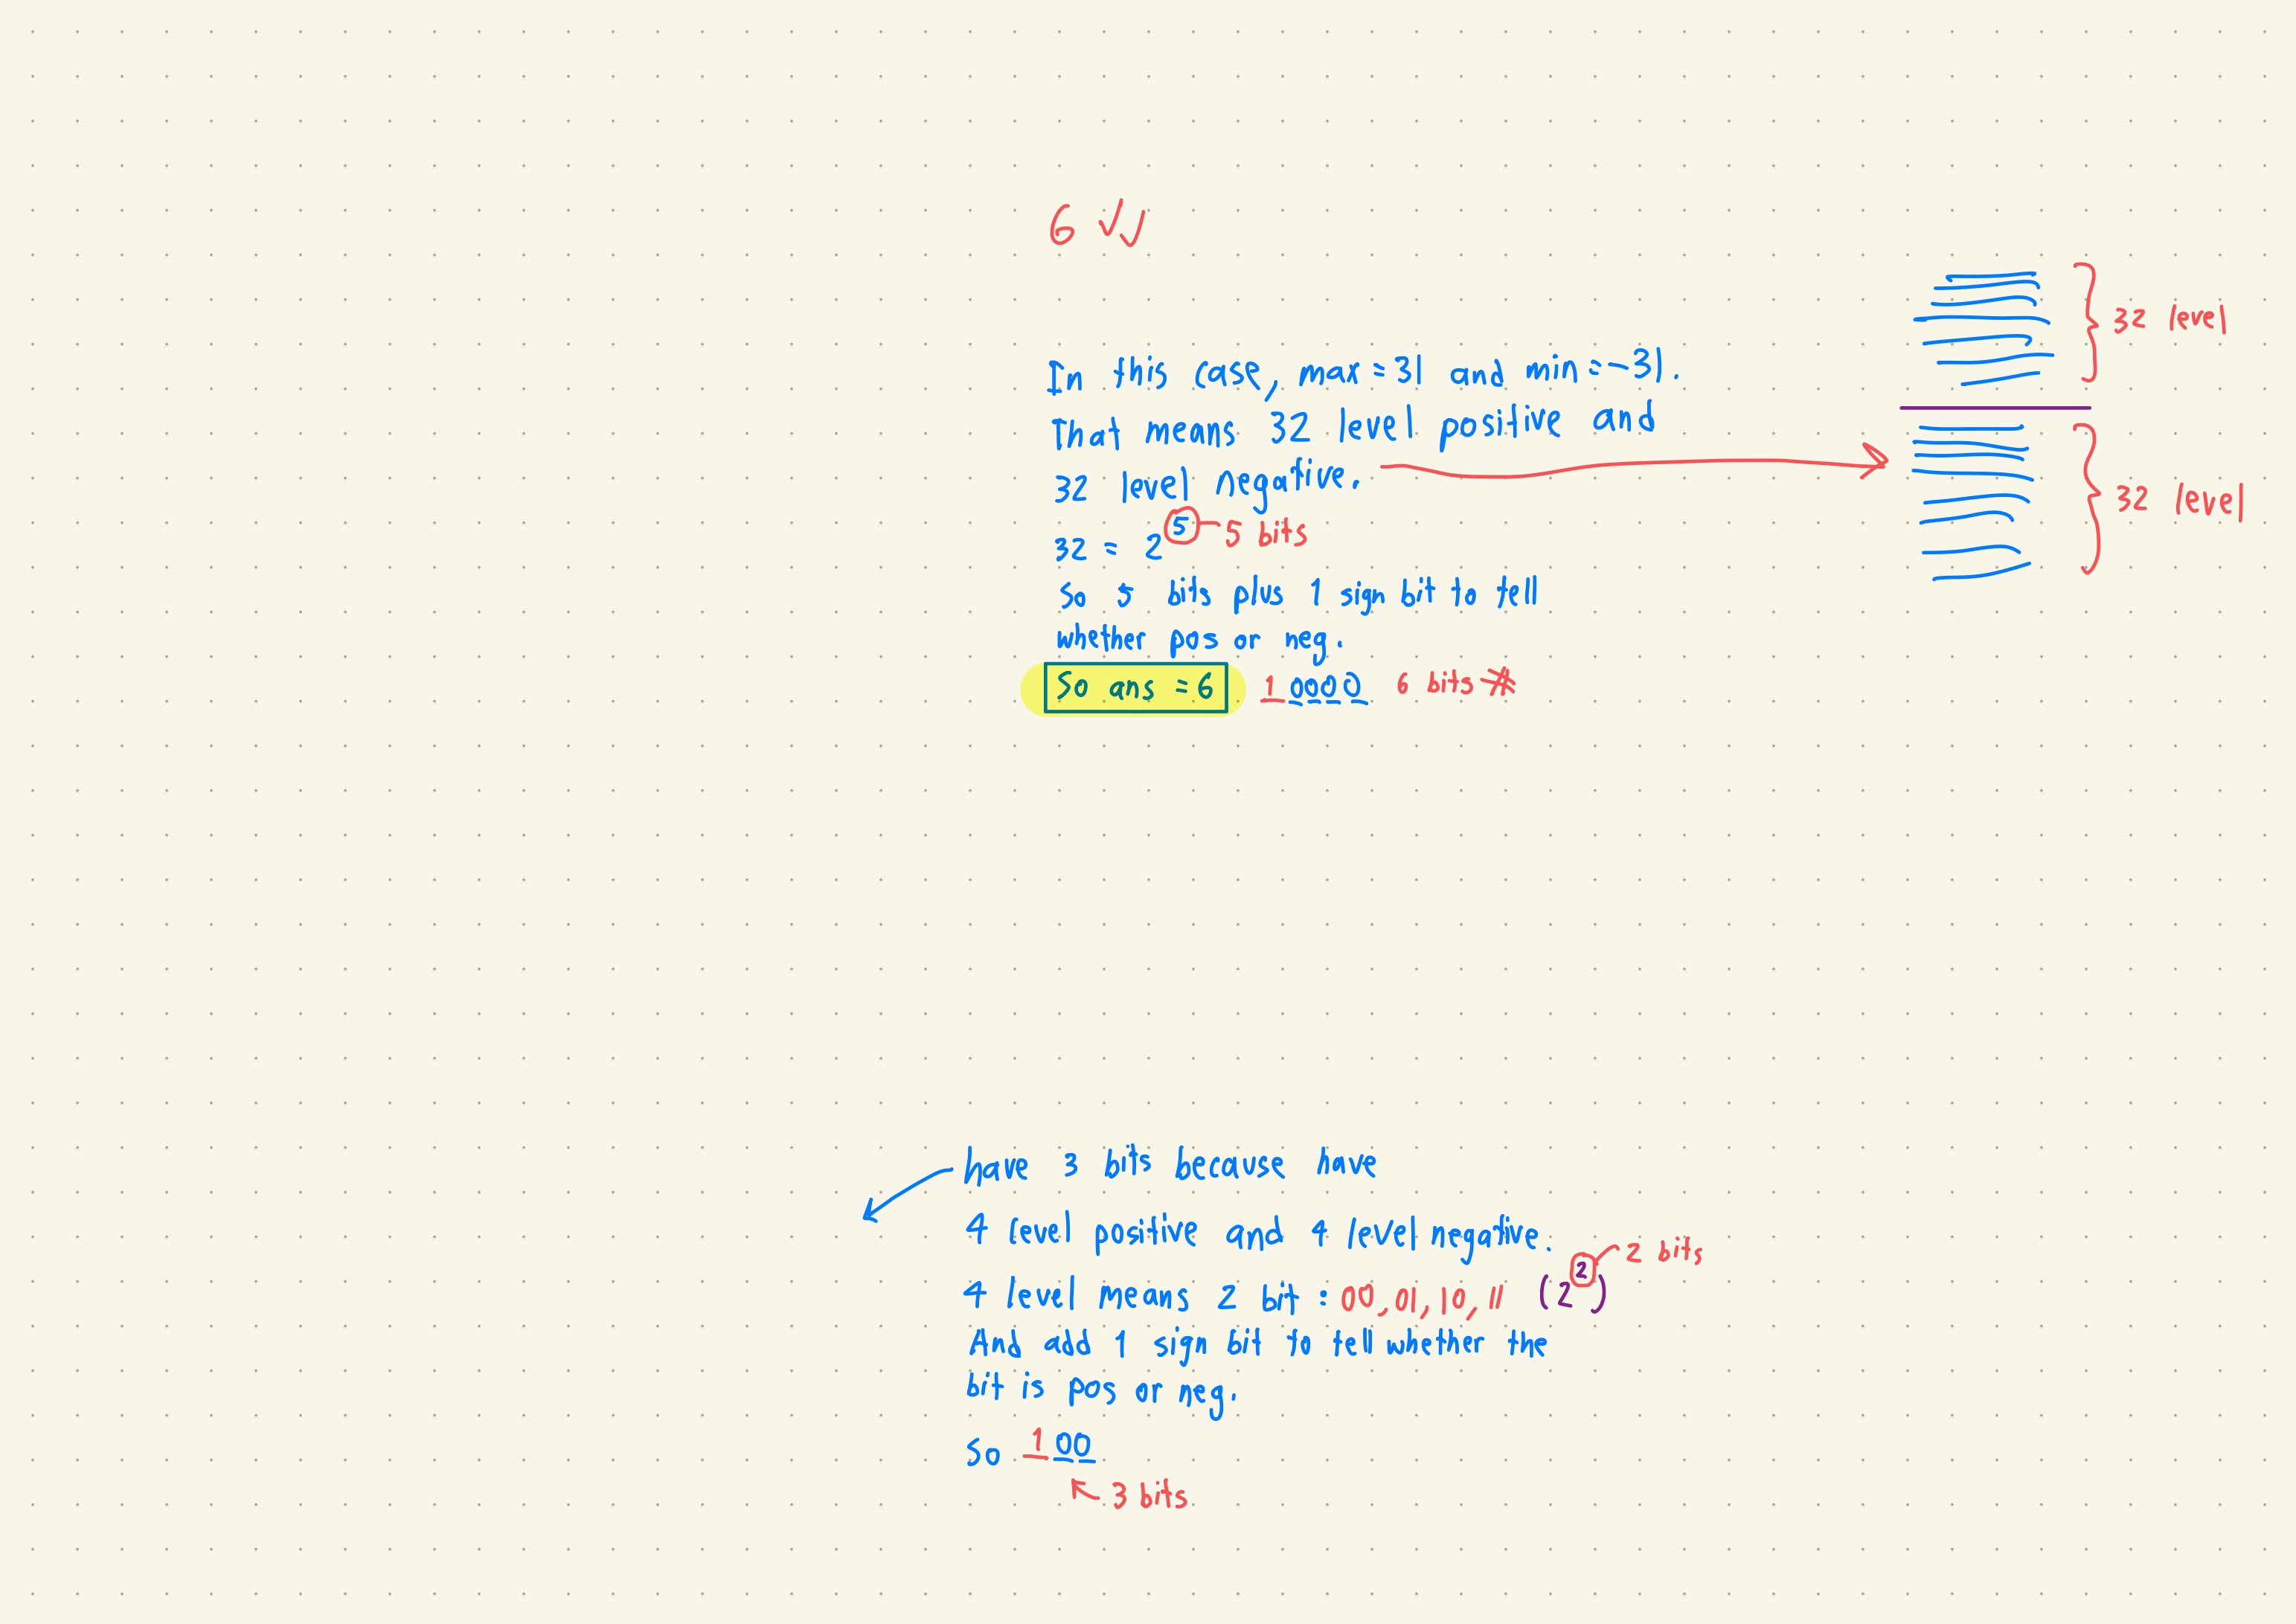 6 ✓✓
In this case, max = 31 and min = -31.
That means 32 level positive and
32 level negative.
32 level
32 level
32 = 2^5 5 bits
So 5 bits plus 1 sign bit to tell
whether pos or neg.
So ans = 6 1 0000 6 bits #
have 3 bits because have
4 level positive and 4 level negative.
4 level means 2 bit : 00, 01, 10, 11 (2^2) 2 bits
And add 1 sign bit to tell whether the
bit is pos or neg.
So 1 00
3 bits